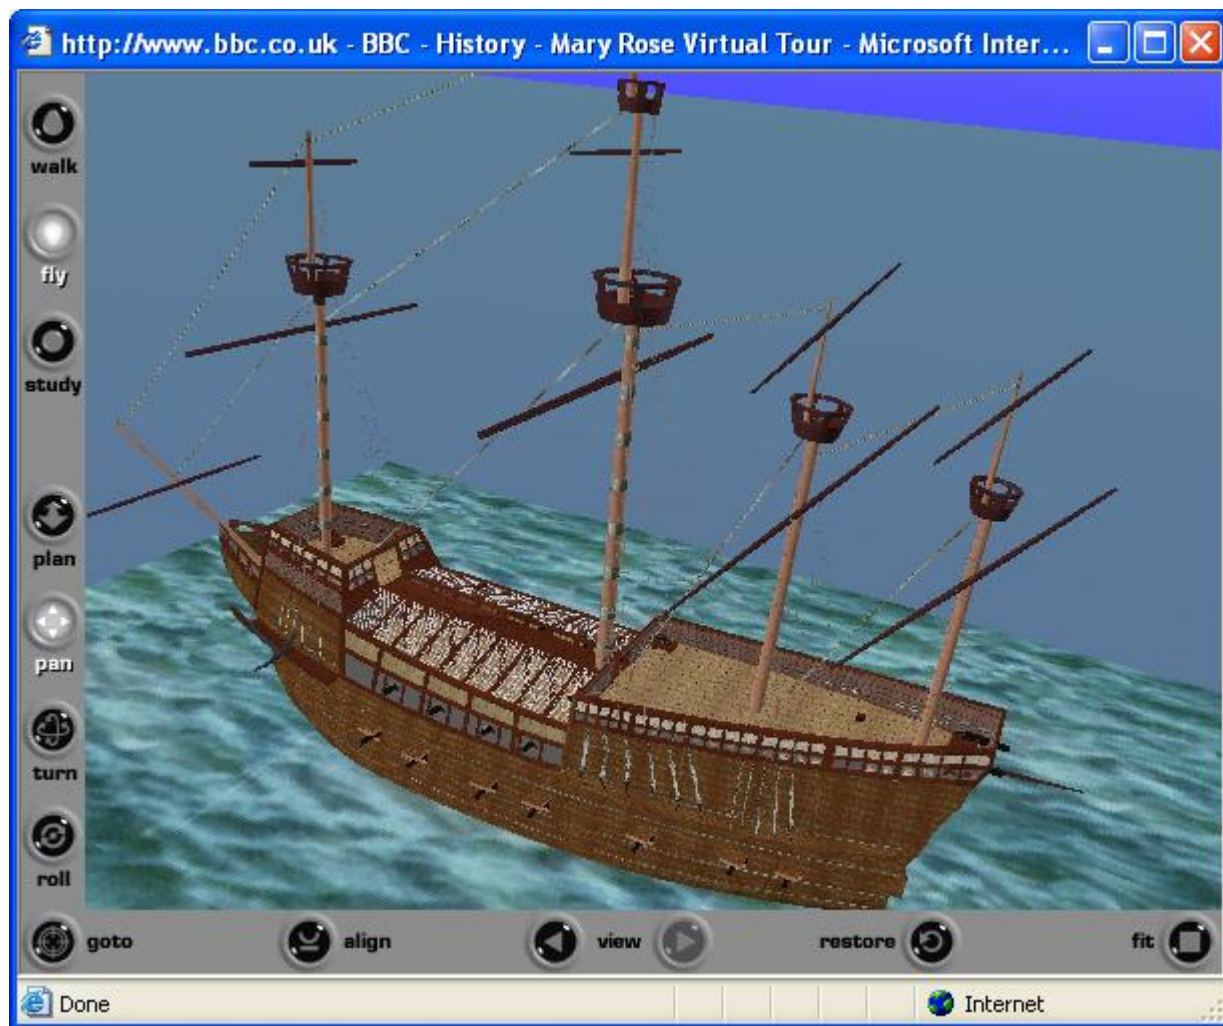 http://www.bbc.co.uk - BBC - History - Mary Rose Virtual Tour - Microsoft Inter...
walk
fly
study
plan
pan
turn
roll
goto
align
view
restore
fit
Done
Internet